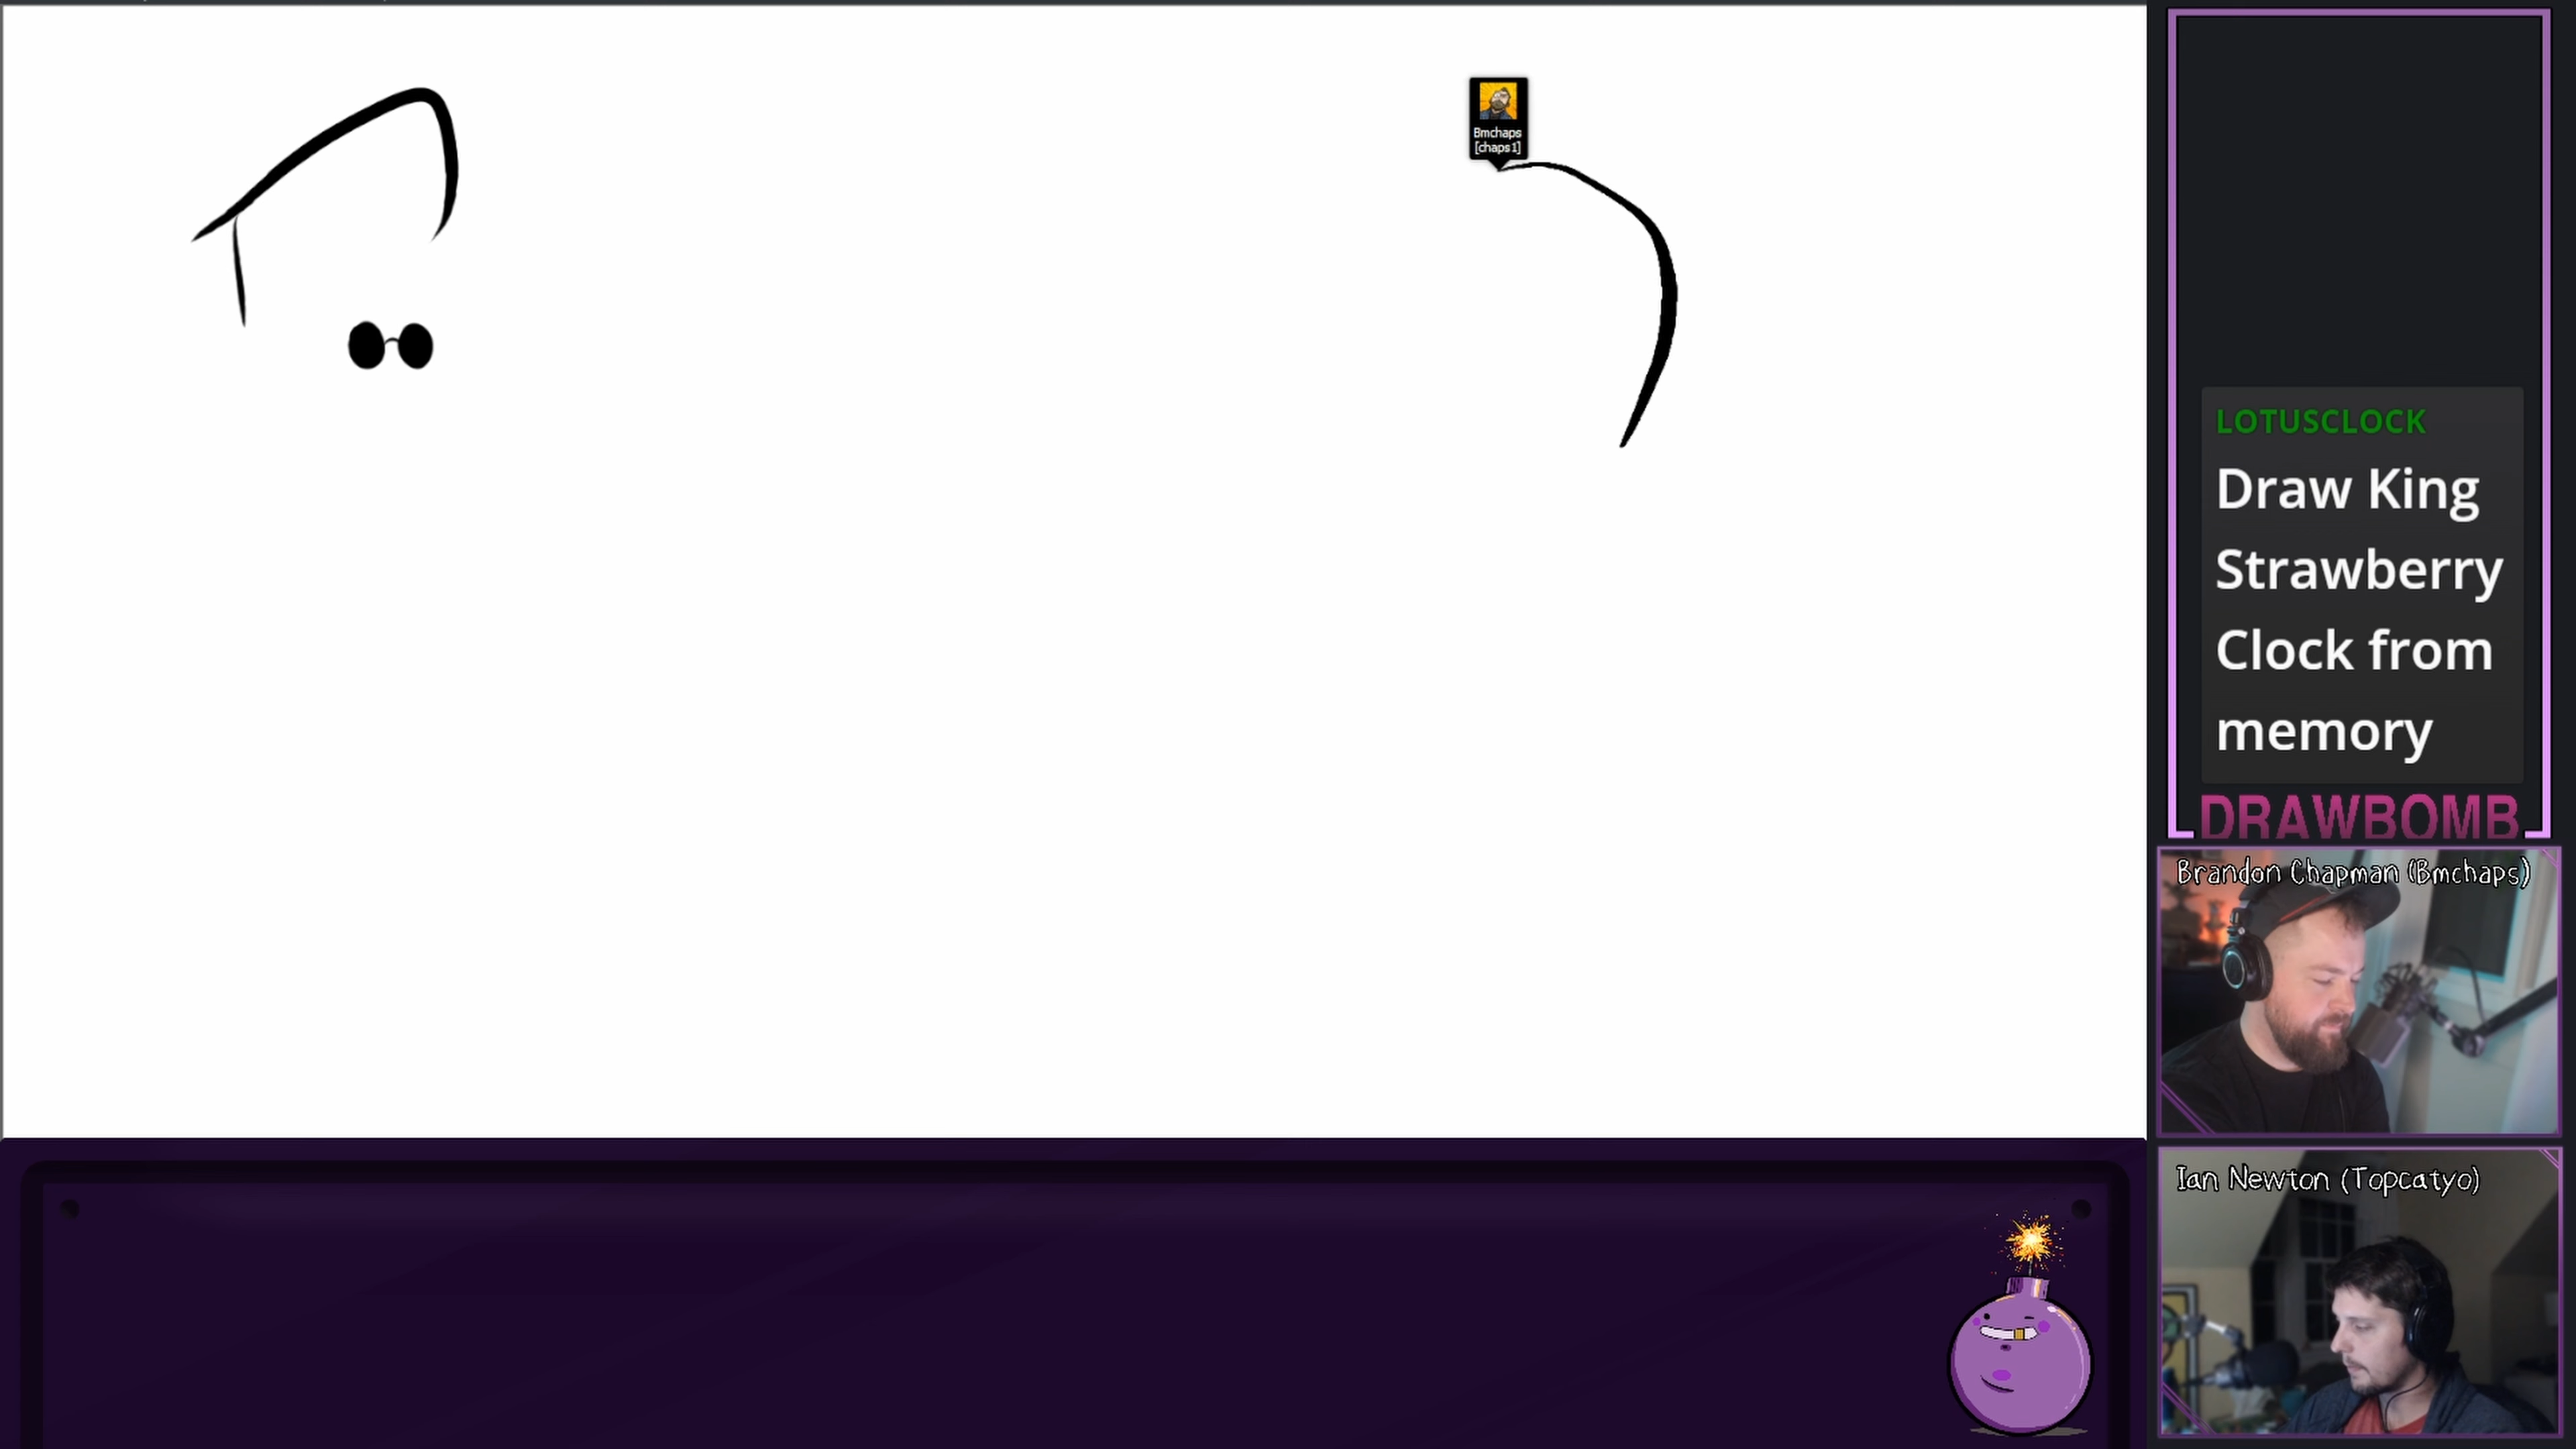 Bmchaps
[chaps1]
LOTUSCLOCK
Draw King
Strawberry
Clock from
memory
DRAWBOMB
Brandon Chapman (Bmchaps)
Ian Newton (Topcatyo)